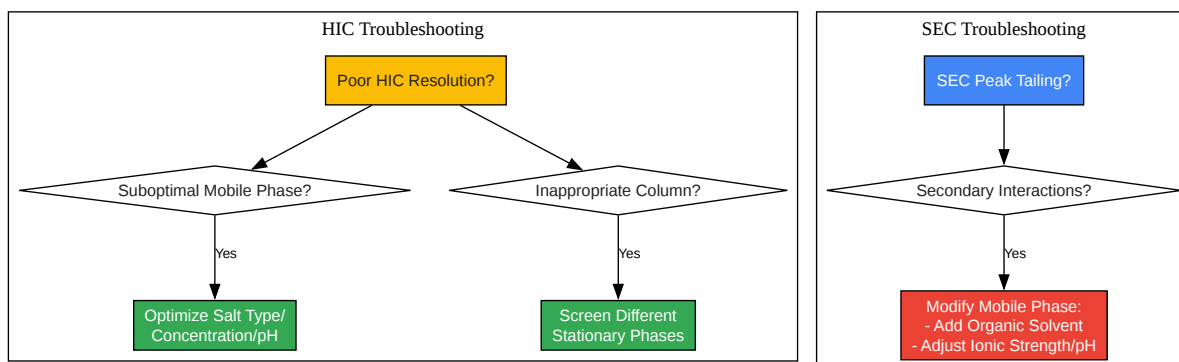 HIC Troubleshooting
Poor HIC Resolution?
Suboptimal Mobile Phase?
Inappropriate Column?
Yes
Yes
Optimize Salt Type/
Concentration/pH
Screen Different
Stationary Phases
SEC Troubleshooting
SEC Peak Tailing?
Secondary Interactions?
Yes
Modify Mobile Phase:
- Add Organic Solvent
- Adjust Ionic Strength/pH